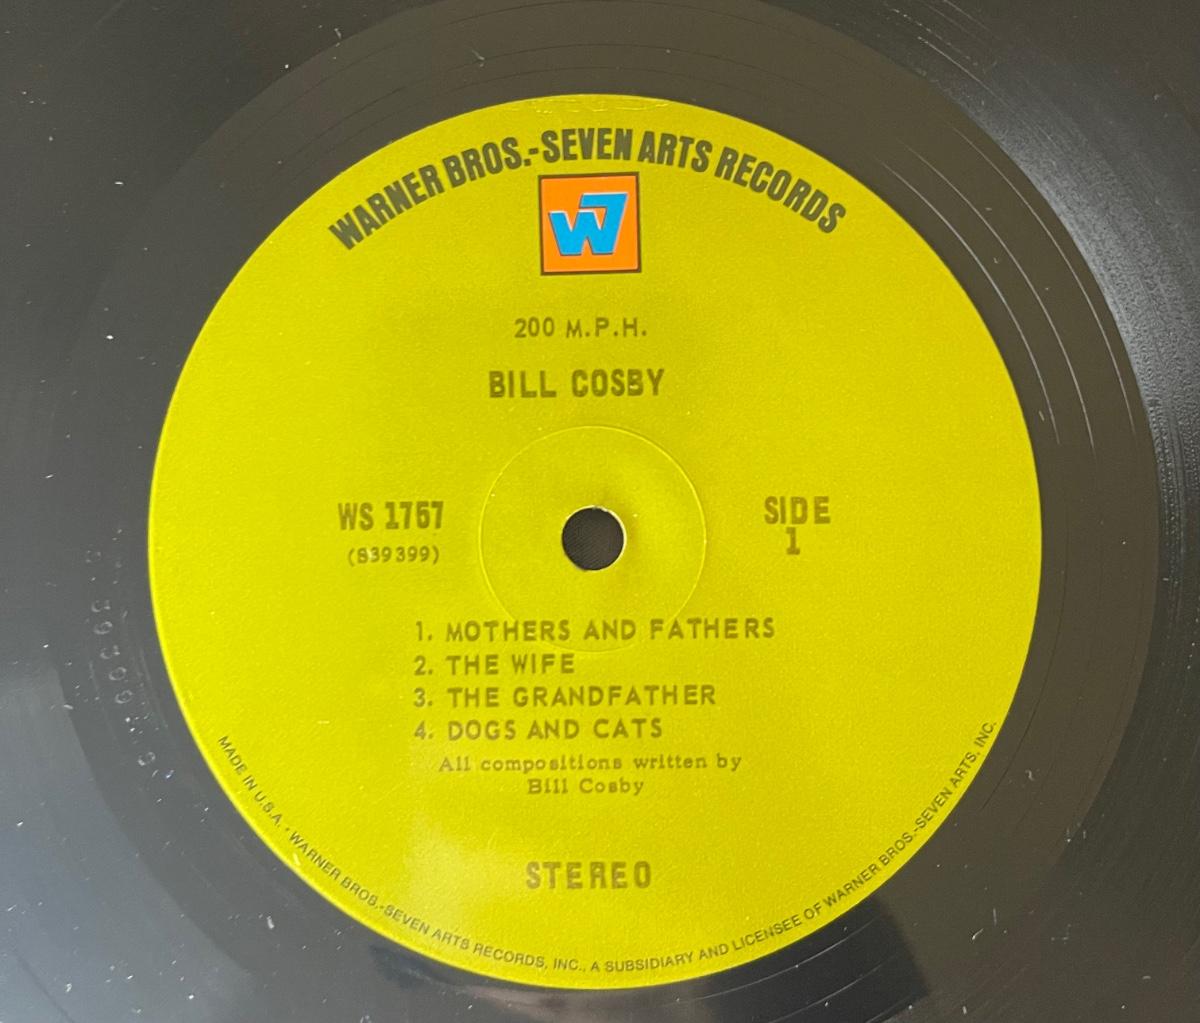 WARNER BROS.-SEVEN ARTS RECORDS
W7
200 M.P.H.
BILL COSBY
WS 1757
(S39399)
SIDE
1
1. MOTHERS AND FATHERS
2. THE WIFE
3. THE GRANDFATHER
4. DOGS AND CATS
All compositions written by
Bill Cosby
STEREO
MADE IN U.S.A. • WARNER BROS.-SEVEN ARTS RECORDS, INC., A SUBSIDIARY AND LICENSEE OF WARNER BROS.-SEVEN ARTS, INC.